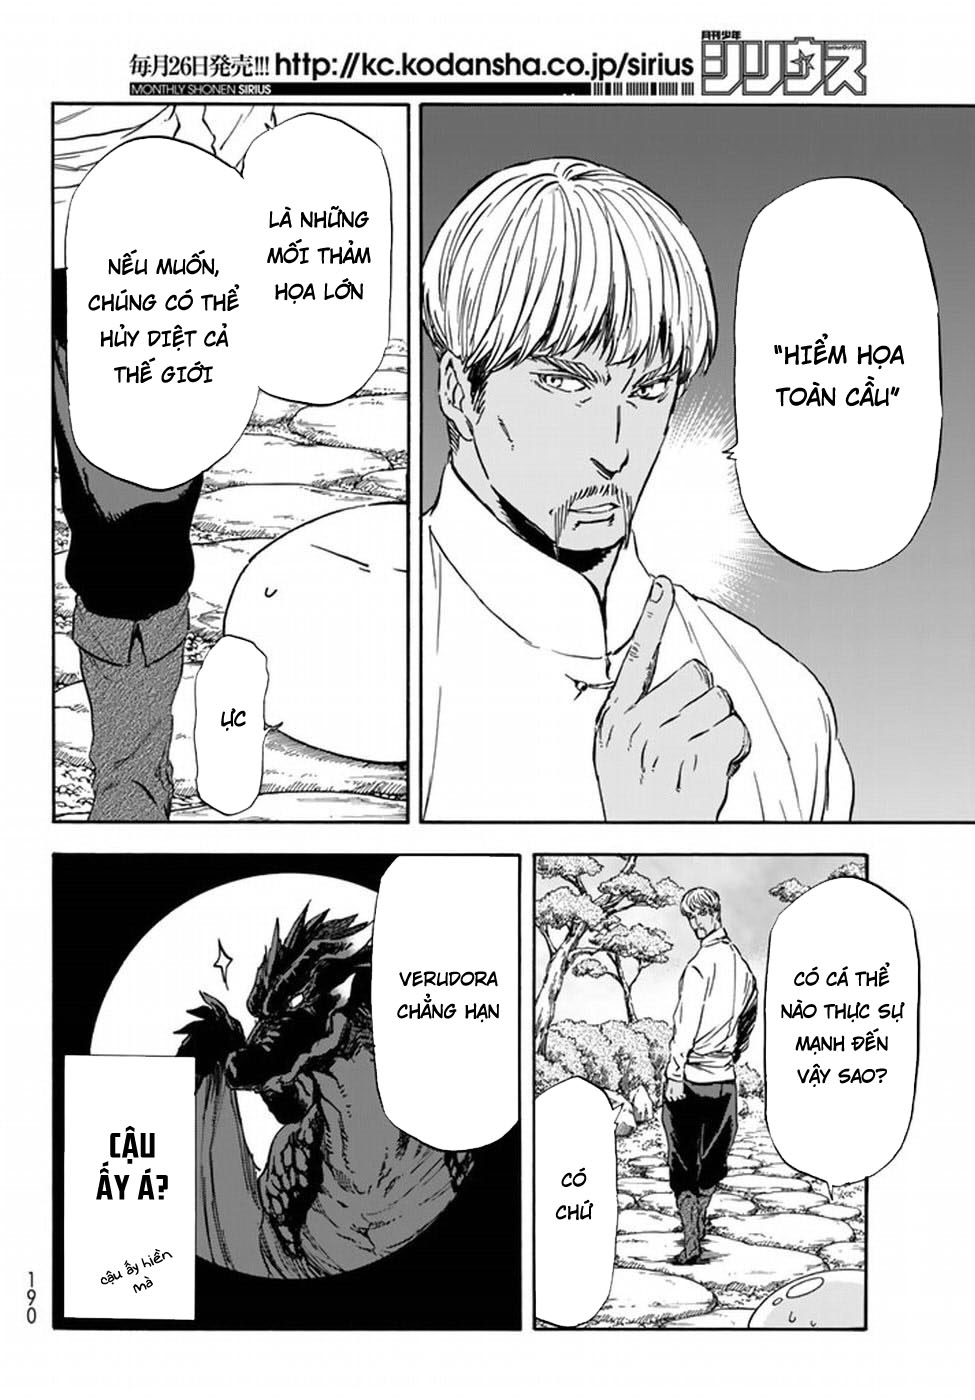 毎月26日発売!!! http://kc.kodansha.co.jp/sirius
月刊少年
シリウス
MONTHLY SHONEN SIRIUS
"HIỂM HỌA
TOÀN CẦU"
LÀ NHỮNG
MỐI THẢM
HỌA LỚN
NẾU MUỐN,
CHÚNG CÓ THỂ
HỦY DIỆT CẢ
THẾ GIỚI
ỰC
CÓ CÁ THỂ
NÀO THỰC SỰ
MẠNH ĐẾN
VẬY SAO?
CÓ
CHỨ
VERUDORA
CHẲNG HẠN
CẬU
ẤY Á?
cậu ấy hiền
mà
190